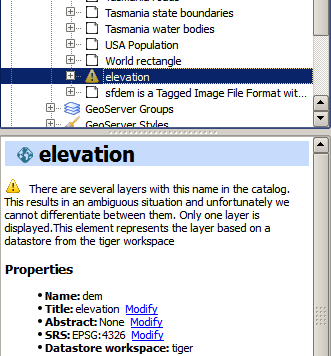 Tasmania state boundaries
Tasmania water bodies
USA Population
World rectangle
elevation
sfdem is a Tagged Image File Format wit...
GeoServer Groups
GeoServer Styles
elevation
There are several layers with this name in the catalog.
This results in an ambiguous situation and unfortunately we
cannot differentiate between them. Only one layer is
displayed.This element represents the layer based on a
datastore from the tiger workspace
Properties
• Name: dem
• Title: elevation Modify
• Abstract: None Modify
• SRS: EPSG:4326 Modify
• Datastore workspace: tiger